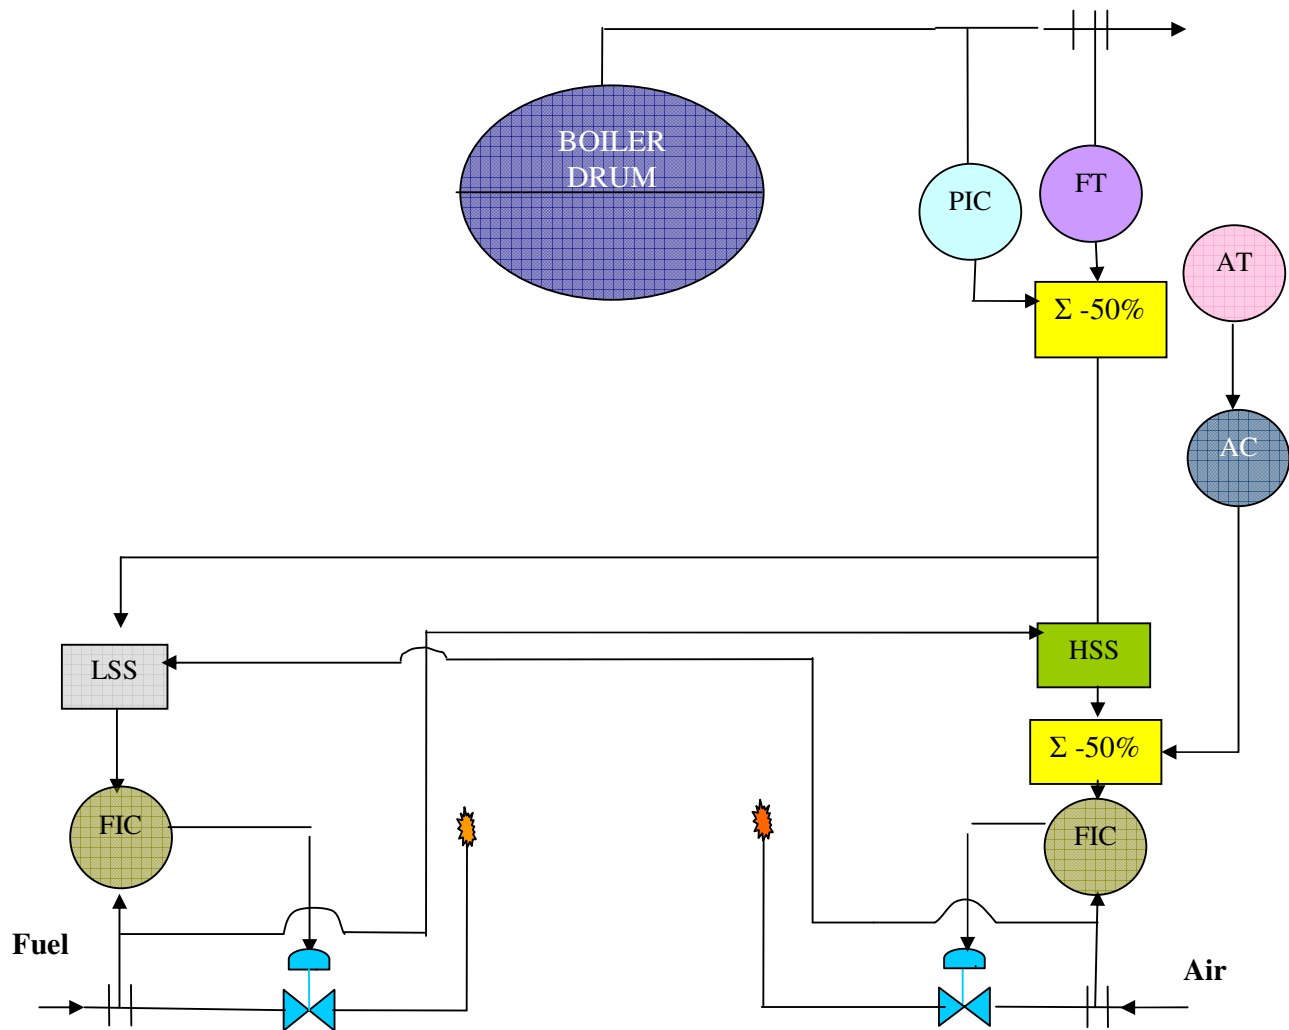 BOILER
DRUM
PIC
FT
AT
Σ -50%
AC
LSS
HSS
Σ -50%
FIC
FIC
Fuel
Air